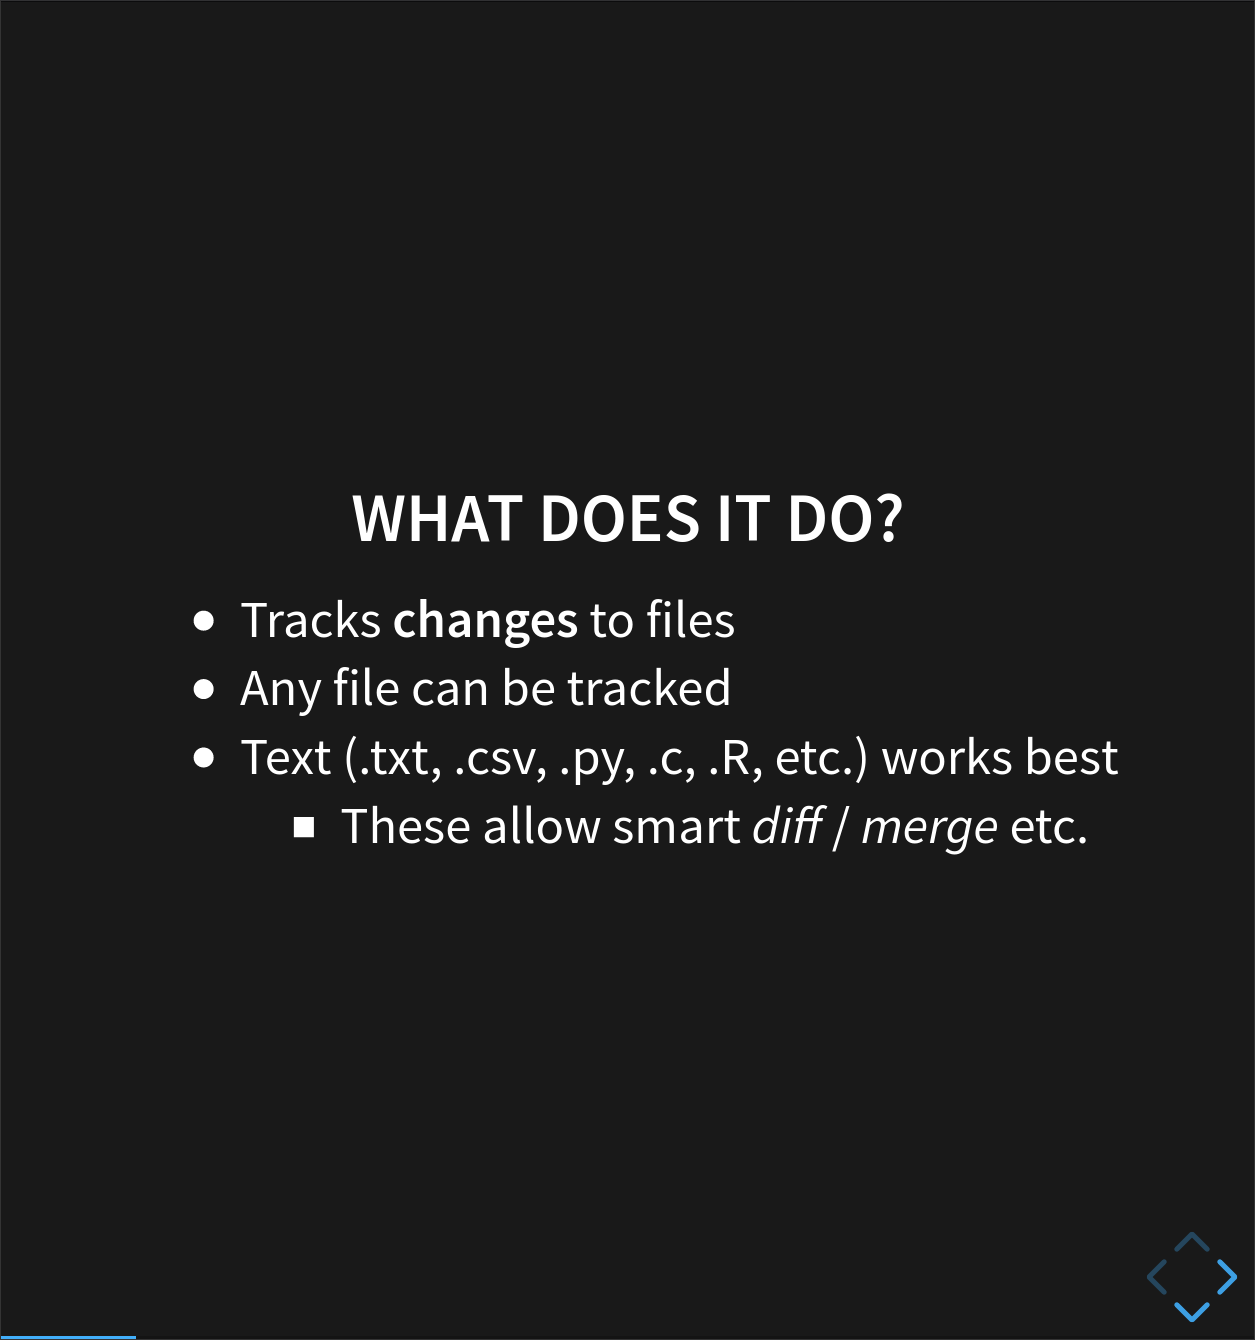 WHAT DOES IT DO?
Tracks changes to files
Any file can be tracked
Text (.txt, .csv, .py, .c, .R, etc.) works best
These allow smart diff / merge etc.